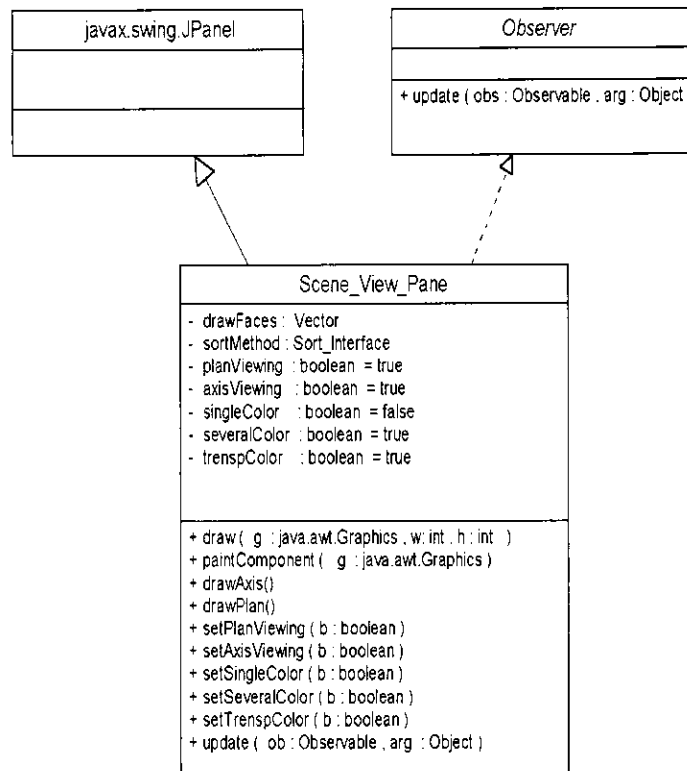 javax.swing.JPanel
Observer
+ update ( obs : Observable , arg : Object
Scene_View_Pane
- drawFaces : Vector
- sortMethod : Sort_Interface
- planViewing : boolean = true
- axisViewing : boolean = true
- singleColor : boolean = false
- severalColor : boolean = true
- trenspColor : boolean = true
+ draw ( g : java.awt.Graphics , w: int , h : int )
+ paintComponent ( g : java.awt.Graphics )
+ drawAxis()
+ drawPlan()
+ setPlanViewing ( b : boolean )
+ setAxisViewing ( b : boolean )
+ setSingleColor ( b : boolean )
+ setSeveralColor ( b : boolean )
+ setTrenspColor ( b : boolean )
+ update ( ob : Observable , arg : Object )